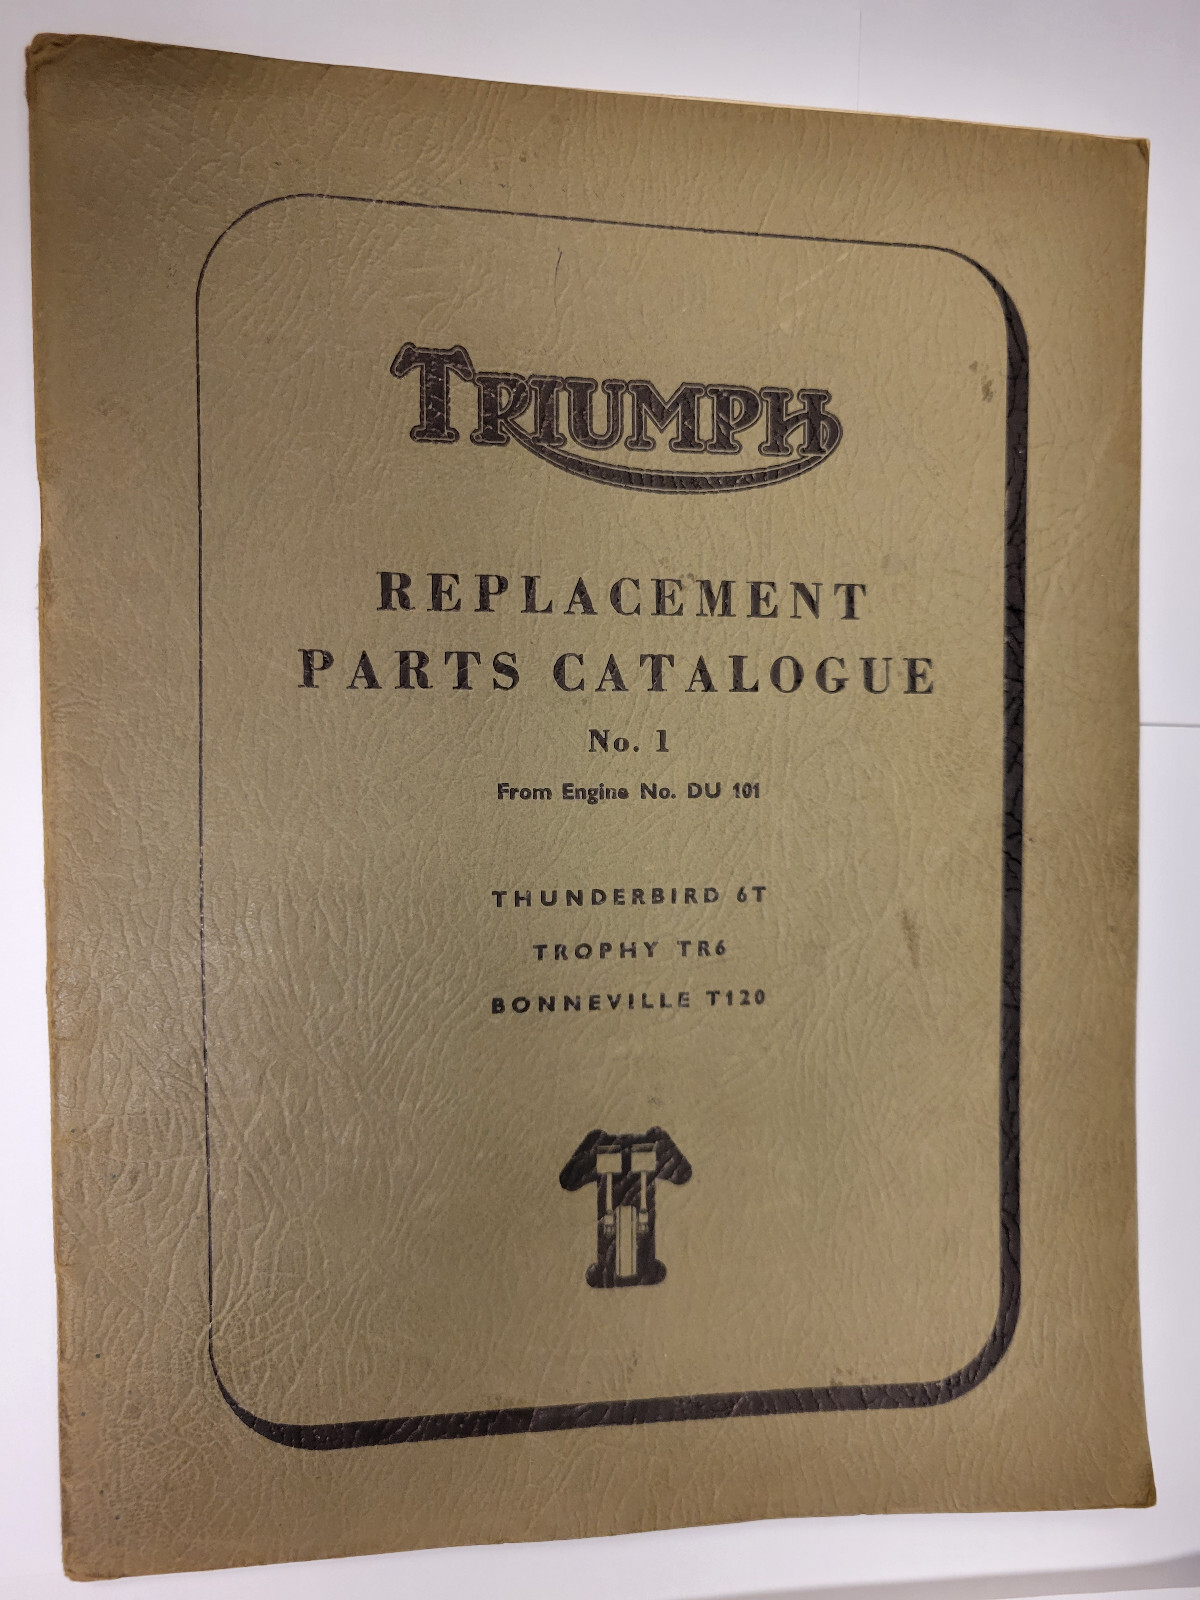 TRIUMPH
REPLACEMENT
PARTS CATALOGUE
No. 1
From Engine No. DU 101
THUNDERBIRD 6T
TROPHY TR6
BONNEVILLE T120